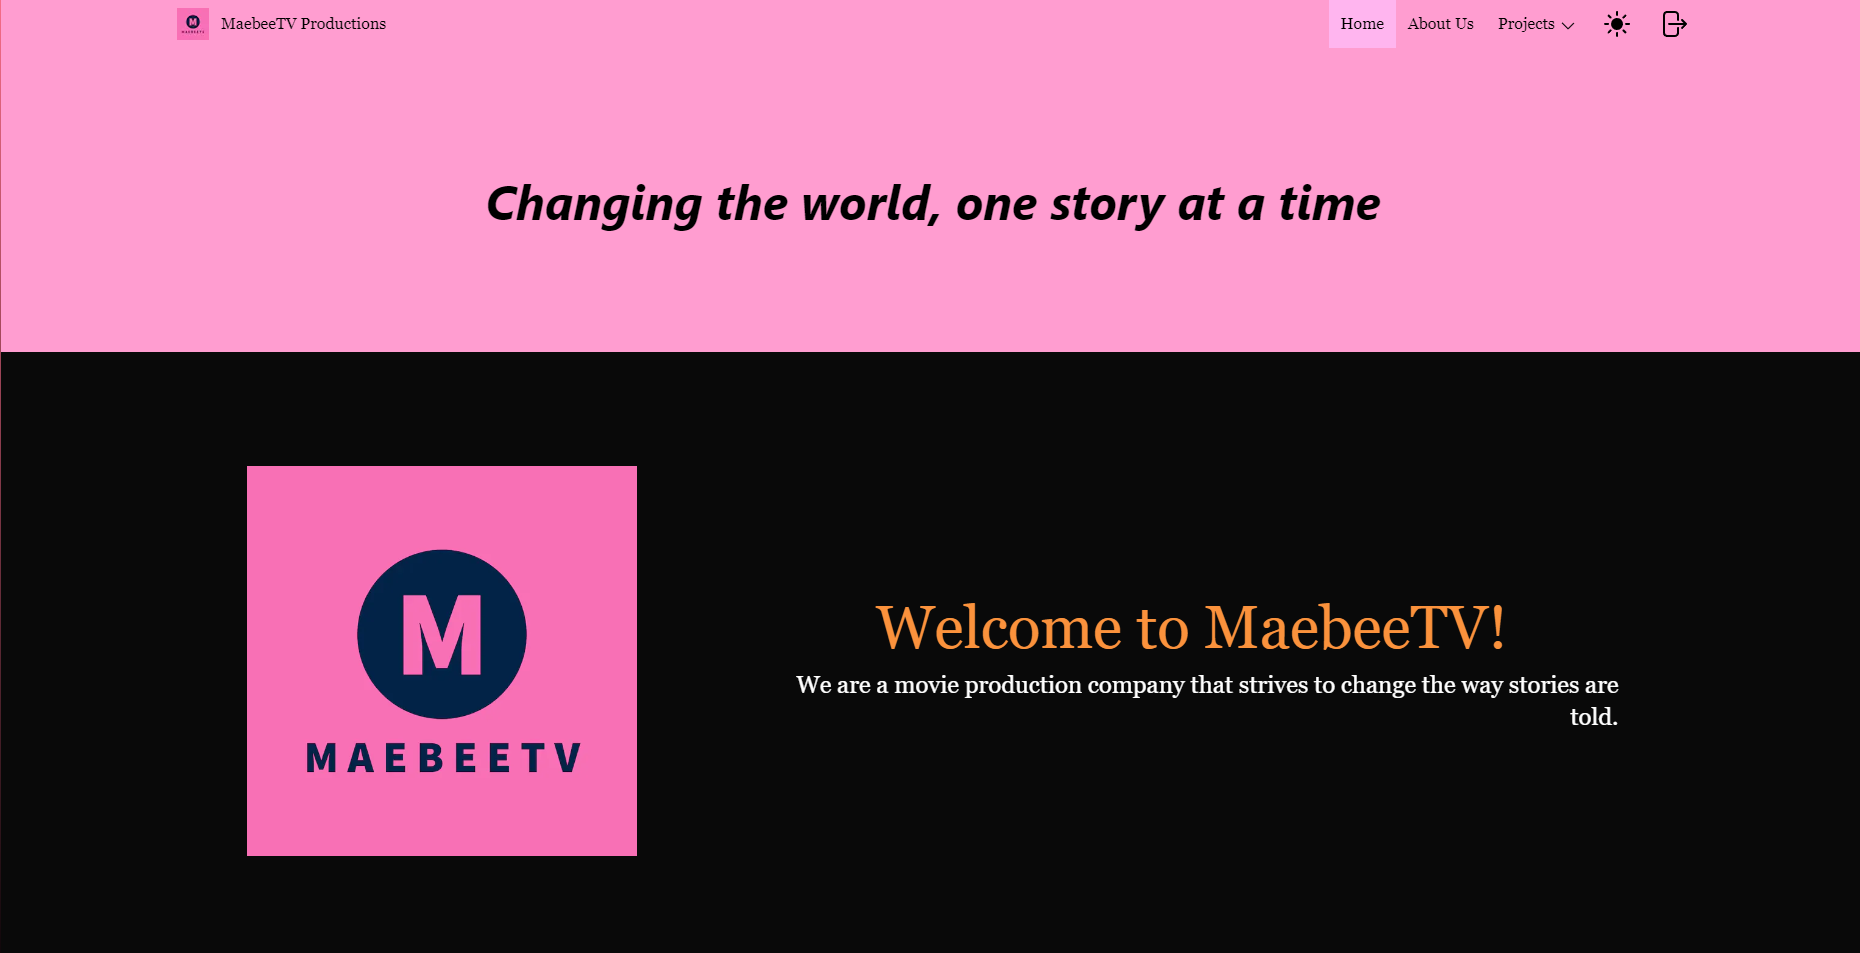 M
MAEBEETV
MaebeeTV Productions
Home
About Us
Projects
Changing the world, one story at a time
M
MAEBEETV
Welcome to MaebeeTV!
We are a movie production company that strives to change the way stories are
told.